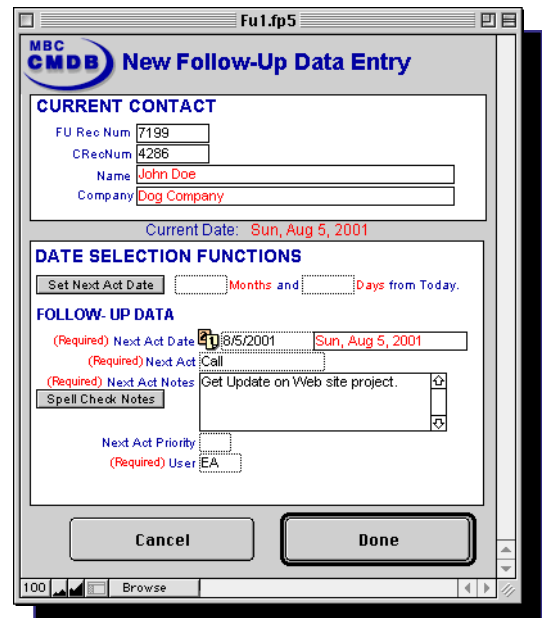 Fu1.fp5
MBC
CMDB New Follow-Up Data Entry
CURRENT CONTACT
FU Rec Num 7199
CRecNum 4286
Name John Doe
Company Dog Company
Current Date: Sun, Aug 5, 2001
DATE SELECTION FUNCTIONS
Set Next Act Date Months and Days from Today.
FOLLOW- UP DATA
(Required) Next Act Date 21 8/5/2001 Sun, Aug 5, 2001
(Required) Next Act Call
(Required) Next Act Notes Get Update on Web site project.
Spell Check Notes
Next Act Priority
(Required) User EA
Cancel Done
100 Browse